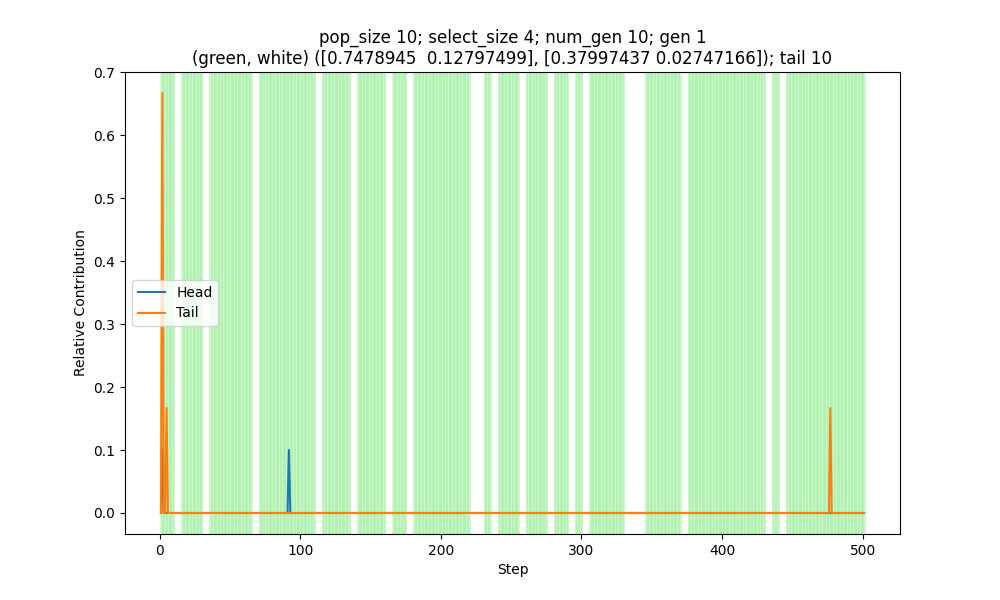 pop_size 10; select_size 4; num_gen 10; gen 1
(green, white) ([0.7478945  0.12797499], [0.37997437 0.02747166]); tail 10
0.7
0.6
0.5
0.4
0.3
0.2
0.1
0.0
Relative Contribution
Head
Tail
0 100 200 300 400 500
Step